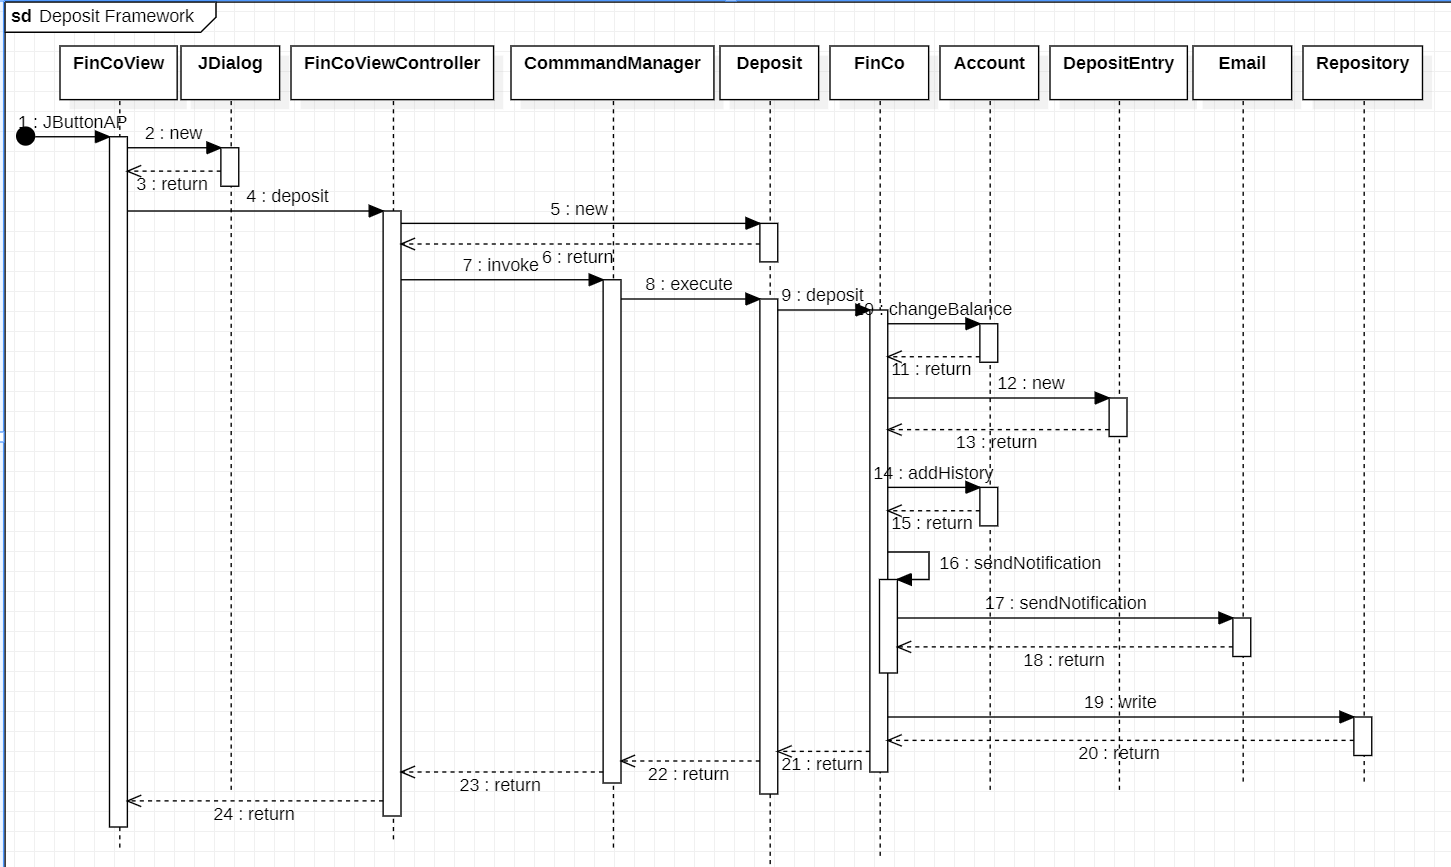 sd Deposit Framework
FinCoView
JDialog
FinCoViewController
CommmandManager
Deposit
FinCo
Account
DepositEntry
Email
Repository
1 : JButtonAP
2 : new
3 : return
4 : deposit
5 : new
6 : return
7 : invoke
8 : execute
9 : deposit
10 : changeBalance
11 : return
12 : new
13 : return
14 : addHistory
15 : return
16 : sendNotification
17 : sendNotification
18 : return
19 : write
20 : return
21 : return
22 : return
23 : return
24 : return